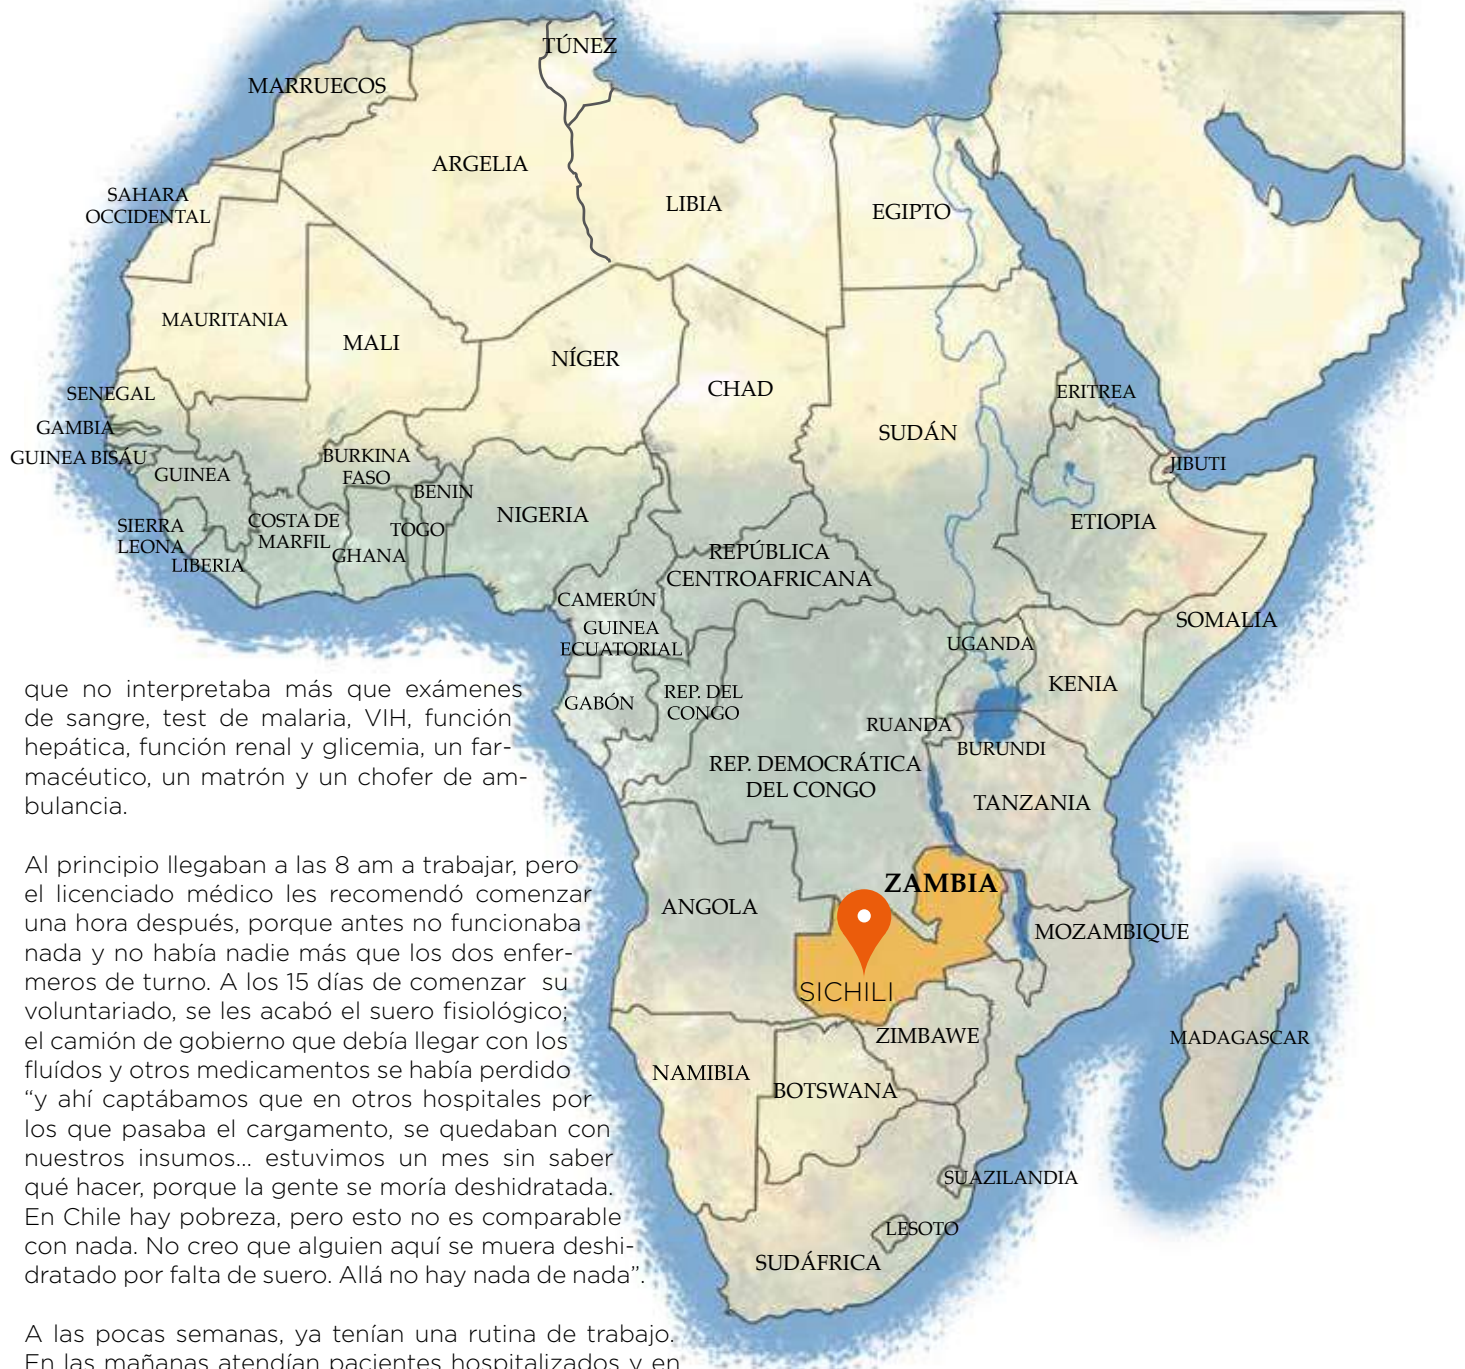 TÚNEZ
MARRUECOS
ARGELIA
SAHARA
OCCIDENTAL
LIBIA
EGIPTO
MAURITANIA
MALI
NÍGER
CHAD
SENEGAL
ERITREA
GAMBIA
SUDÁN
GUINEA BISAU
GUINEA
BURKINA
FASO
JIBUTI
BENIN
SIERRA
LEONA
COSTA DE
MARFIL
TOGO
NIGERIA
ETIOPIA
GHANA
LIBERIA
REPÚBLICA
CENTROAFRICANA
CAMERÚN
SOMALIA
GUINEA
ECUATORIAL
UGANDA
KENIA
GABÓN
REP. DEL
CONGO
RUANDA
BURUNDI
REP. DEMOCRÁTICA
DEL CONGO
TANZANIA
ZAMBIA
ANGOLA
MOZAMBIQUE
SICHILI
ZIMBAWE
MADAGASCAR
NAMIBIA
BOTSWANA
SUAZILANDIA
LESOTO
SUDÁFRICA
que no interpretaba más que exámenes
de sangre, test de malaria, VIH, función
hepática, función renal y glicemia, un far-
macéutico, un matrón y un chofer de am-
bulancia.
Al principio llegaban a las 8 am a trabajar, pero
el licenciado médico les recomendó comenzar
una hora después, porque antes no funcionaba
nada y no había nadie más que los dos enfer-
meros de turno. A los 15 días de comenzar su
voluntariado, se les acabó el suero fisiológico;
el camión de gobierno que debía llegar con los
fluídos y otros medicamentos se había perdido
“y ahí captábamos que en otros hospitales por
los que pasaba el cargamento, se quedaban con
nuestros insumos... estuvimos un mes sin saber
qué hacer, porque la gente se moría deshidratada.
En Chile hay pobreza, pero esto no es comparable
con nada. No creo que alguien aquí se muera deshi-
dratado por falta de suero. Allá no hay nada de nada”.
A las pocas semanas, ya tenían una rutina de trabajo.
En las mañanas atendían pacientes hospitalizados y en